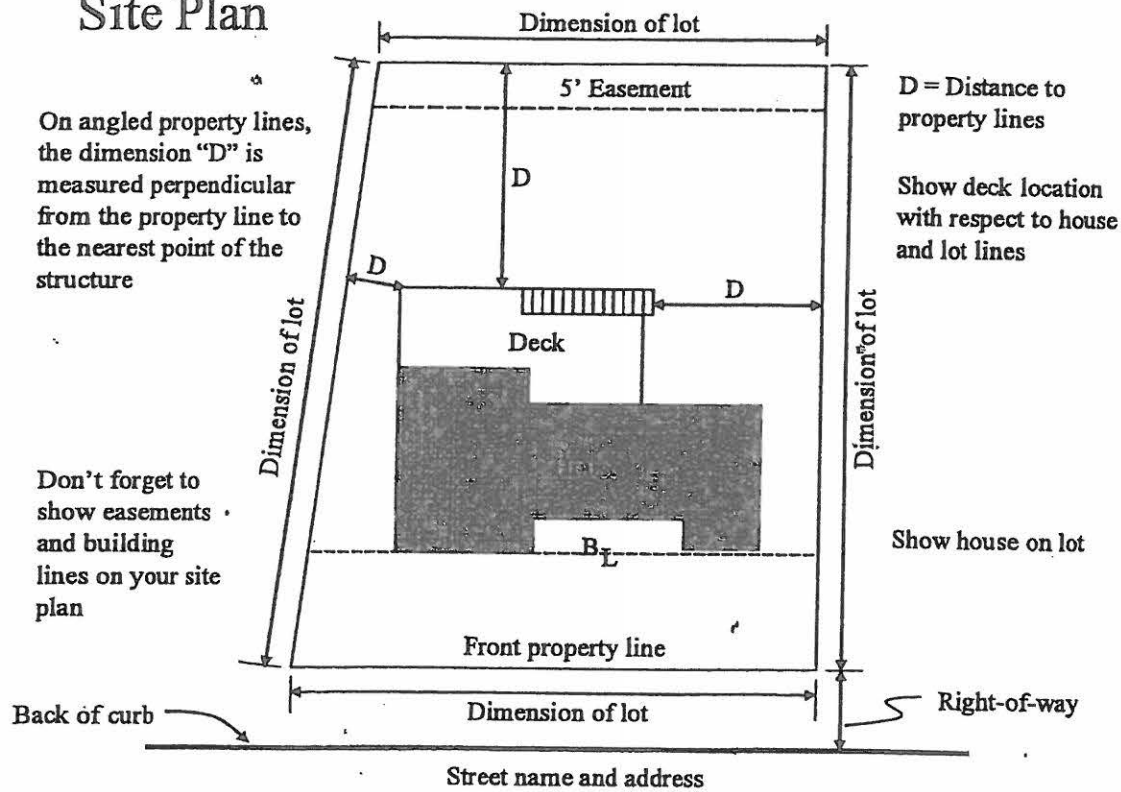 Site Plan
Dimension of lot
5' Easement
D = Distance to
property lines
On angled property lines,
the dimension “D” is
measured perpendicular
from the property line to
the nearest point of the
structure
D
Show deck location
with respect to house
and lot lines
D
D
Deck
Dimension of lot
Dimension of lot
Don’t forget to
show easements
and building
lines on your site
plan
BL
Show house on lot
Front property line
Back of curb
Dimension of lot
Right-of-way
Street name and address